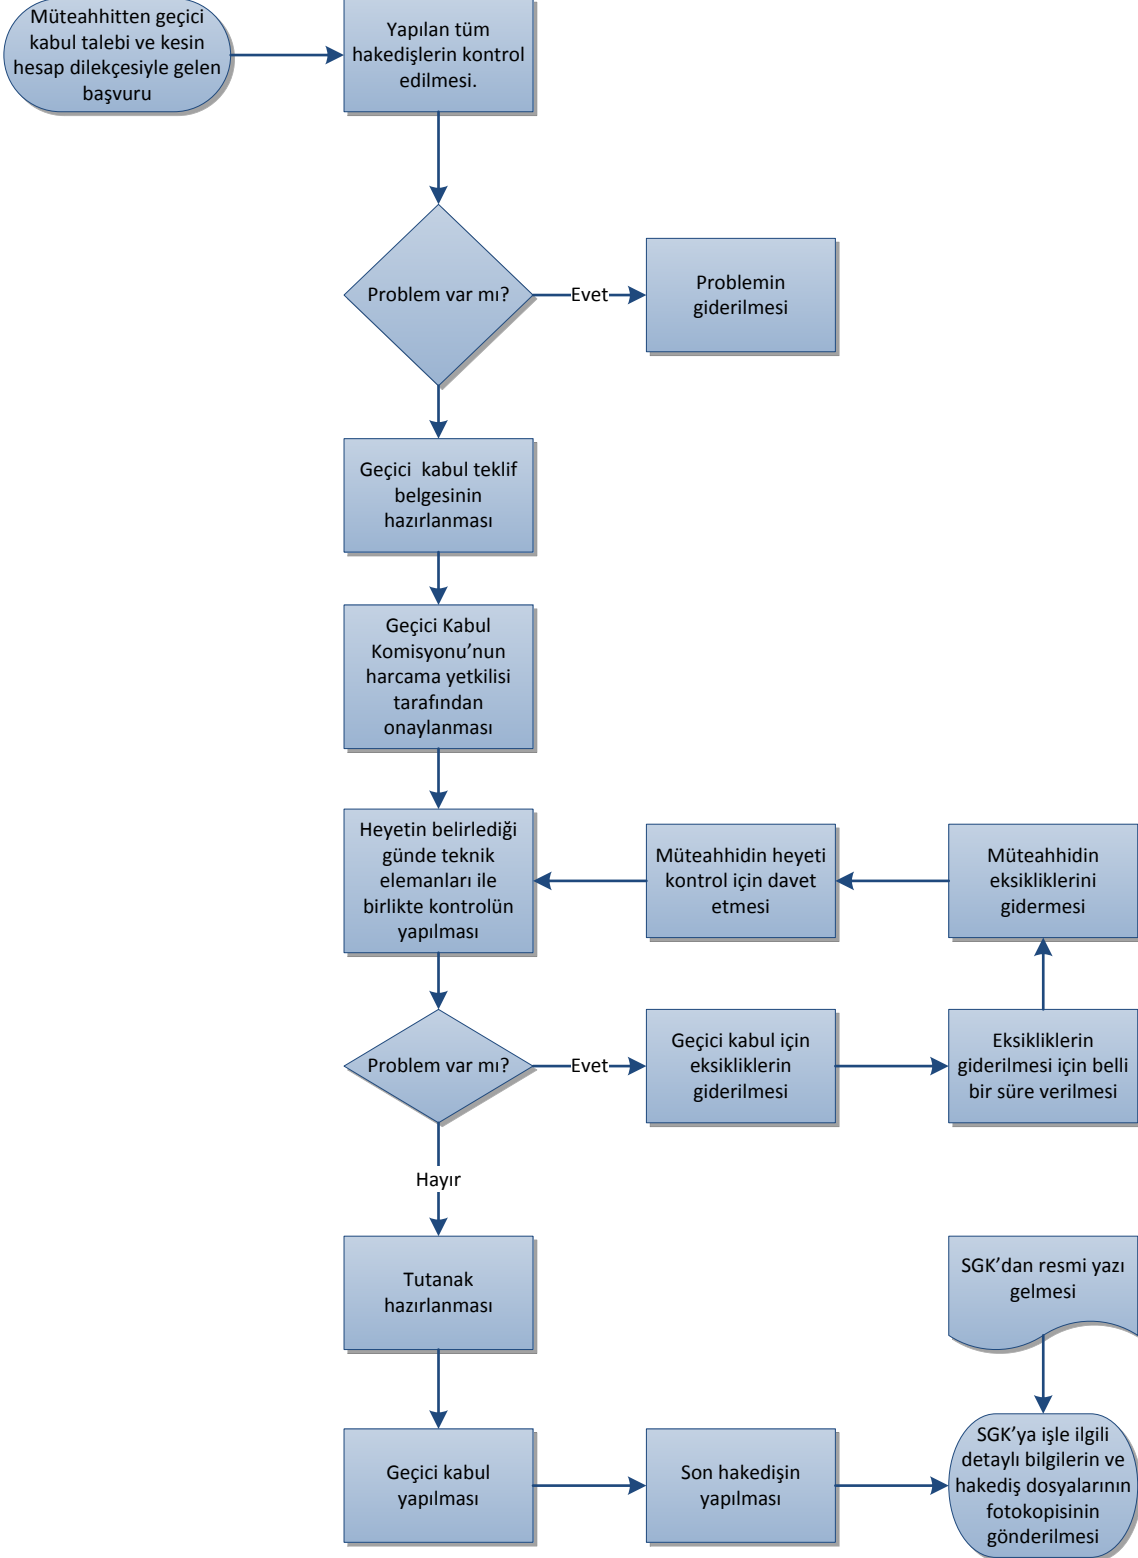 Müteahhitten geçici
kabul talebi ve kesin
hesap dilekçesiyle gelen
başvuru
Yapılan tüm
hakedişlerin kontrol
edilmesi.
Problem var mı?
Evet
Problemin
giderilmesi
Geçici  kabul teklif
belgesinin
hazırlanması
Geçici Kabul
Komisyonu’nun
harcama yetkilisi
tarafından
onaylanması
Heyetin belirlediği
günde teknik
elemanları ile
birlikte kontrolün
yapılması
Müteahhidin heyeti
kontrol için davet
etmesi
Müteahhidin
eksikliklerini
gidermesi
Problem var mı?
Evet
Geçici kabul için
eksikliklerin
giderilmesi
Eksikliklerin
giderilmesi için belli
bir süre verilmesi
Hayır
Tutanak
hazırlanması
SGK’dan resmi yazı
gelmesi
Geçici kabul
yapılması
Son hakedişin
yapılması
SGK’ya işle ilgili
detaylı bilgilerin ve
hakediş dosyalarının
fotokopisinin
gönderilmesi